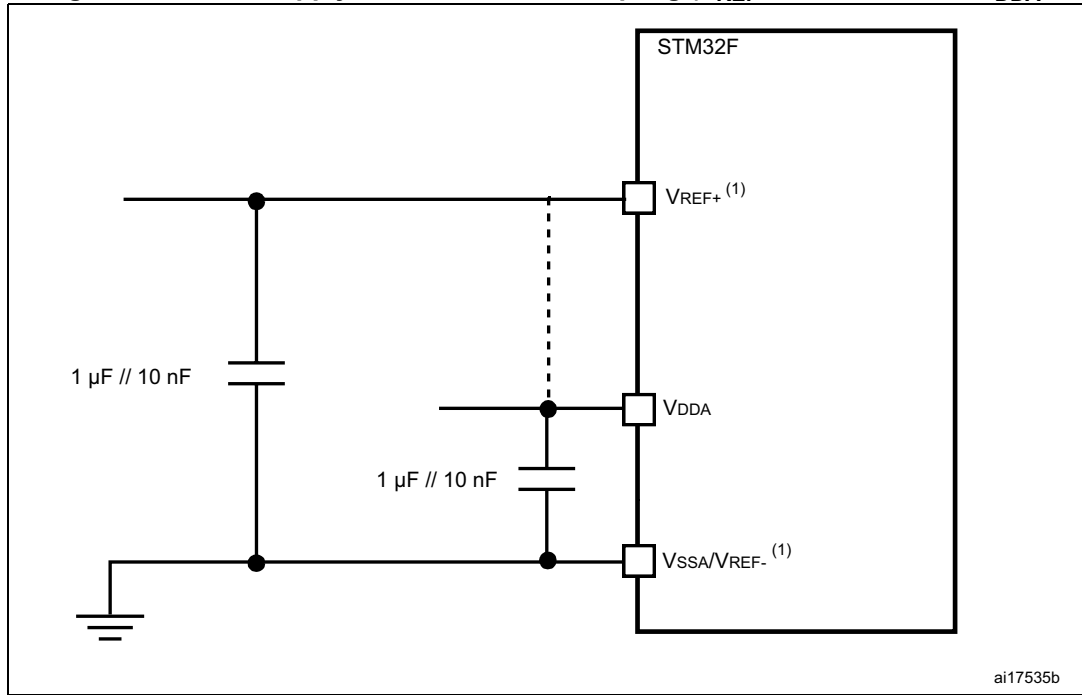 STM32F
VREF+ (1)
1 µF // 10 nF
VDDA
1 µF // 10 nF
VSSA/VREF- (1)
ai17535b